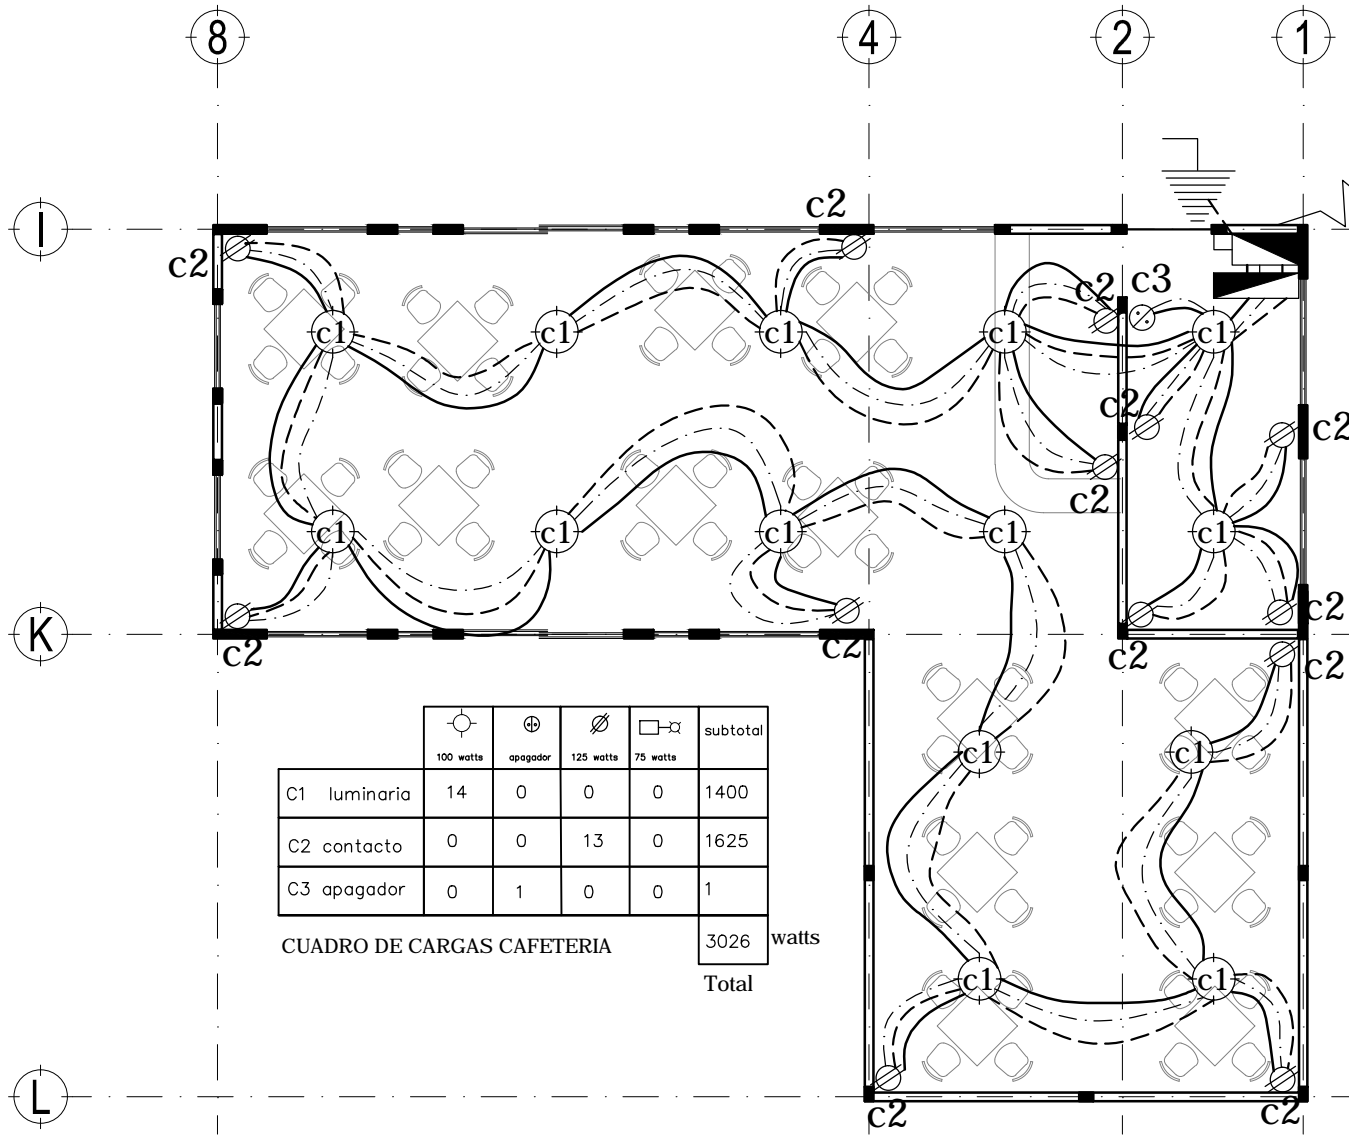 8 4 2 1
c2
I
c2
c2 c3
c1 c1 c1 c1 c1
c2
c2
c2
c1 c1 c1 c1 c1
c2
K
c2 c2 c2
c2
c1 c1
100 watts apagador 125 watts 75 watts subtotal
C1 luminaria 14 0 0 0 1400
C2 contacto 0 0 13 0 1625
C3 apagador 0 1 0 0 1
CUADRO DE CARGAS CAFETERIA 3026 watts
Total
c1 c1
L
c2 c2